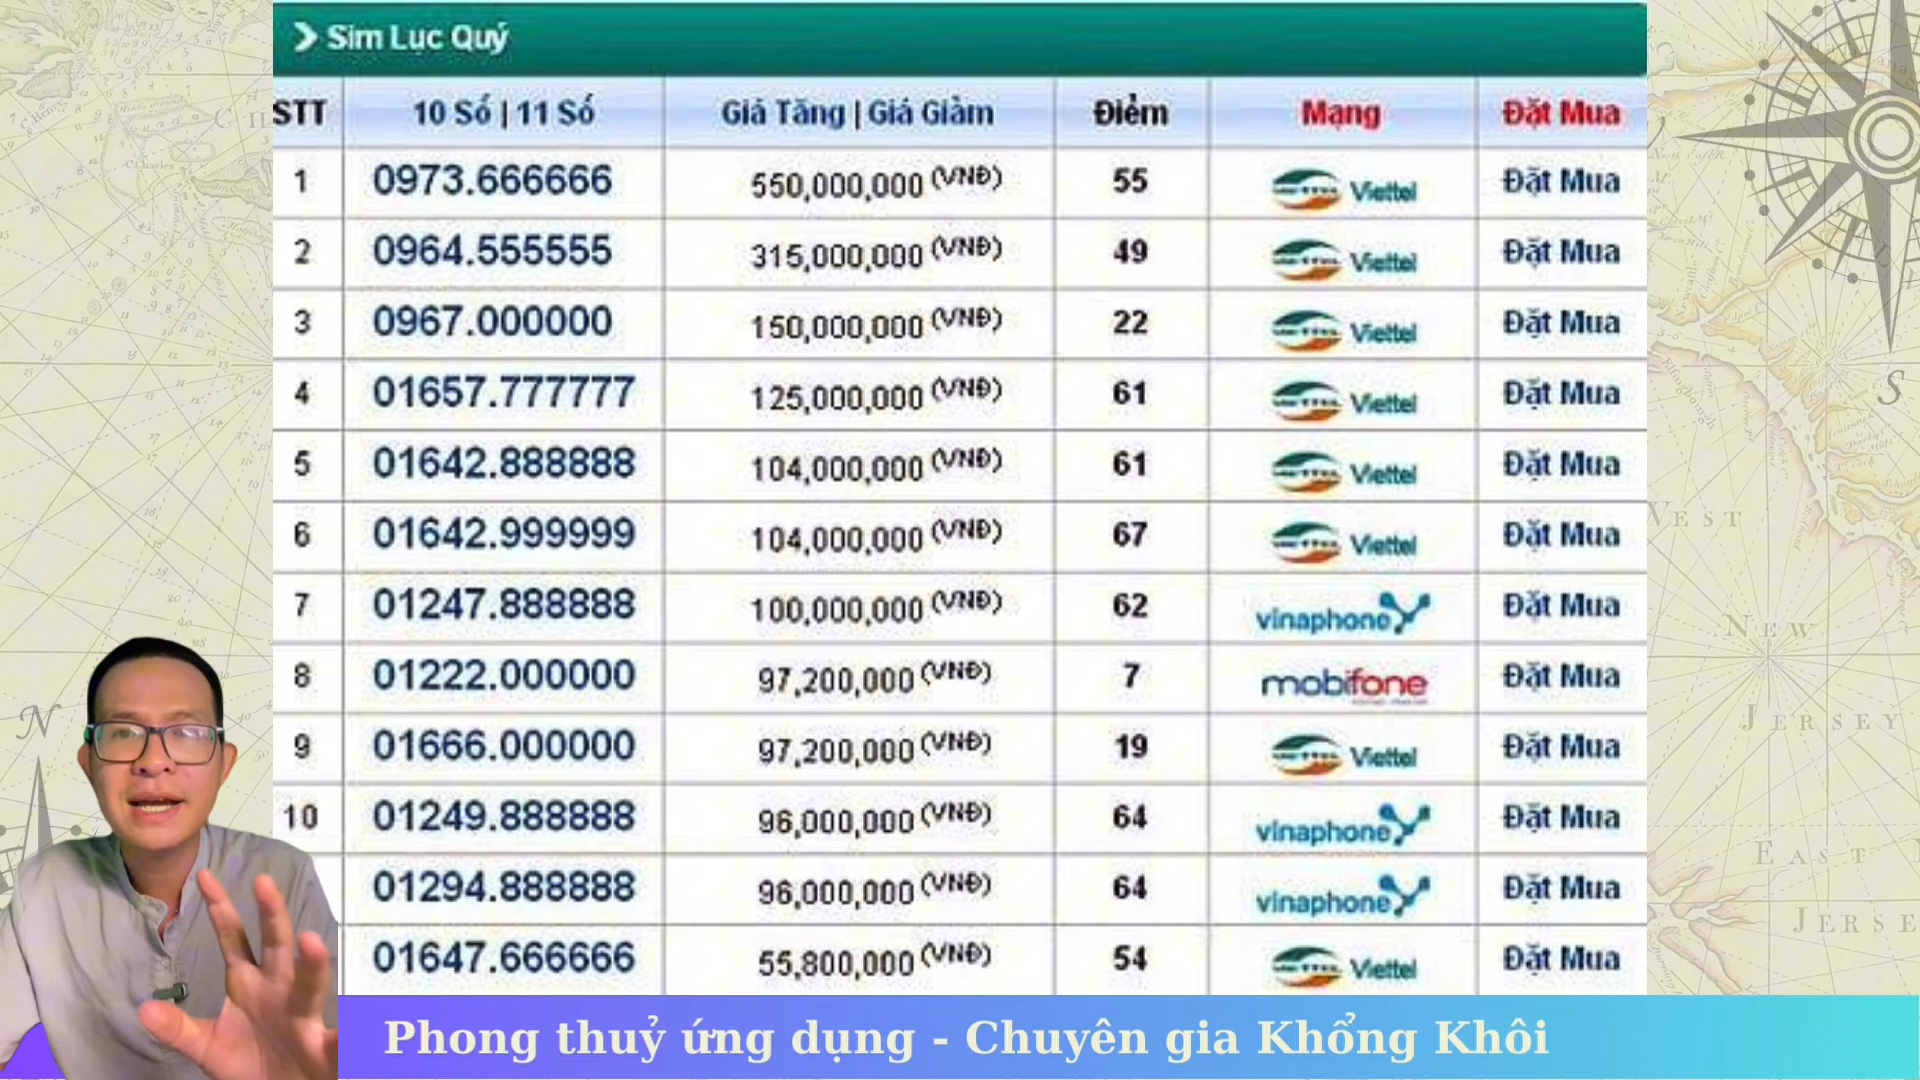 Sim Lục Quý
STT 10 Số | 11 Số Giá Tăng | Giá Giảm Điểm Mạng Đặt Mua
1 0973.666666 550,000,000 (VNĐ) 55 Viettel Đặt Mua
2 0964.555555 315,000,000 (VNĐ) 49 Viettel Đặt Mua
3 0967.000000 150,000,000 (VNĐ) 22 Viettel Đặt Mua
4 01657.777777 125,000,000 (VNĐ) 61 Viettel Đặt Mua
5 01642.888888 104,000,000 (VNĐ) 61 Viettel Đặt Mua
6 01642.999999 104,000,000 (VNĐ) 67 Viettel Đặt Mua
7 01247.888888 100,000,000 (VNĐ) 62 vinaphone Đặt Mua
8 01222.000000 97,200,000 (VNĐ) 7 mobifone Đặt Mua
9 01666.000000 97,200,000 (VNĐ) 19 Viettel Đặt Mua
10 01249.888888 96,000,000 (VNĐ) 64 vinaphone Đặt Mua
01294.888888 96,000,000 (VNĐ) 64 vinaphone Đặt Mua
01647.666666 55,800,000 (VNĐ) 54 Viettel Đặt Mua
N
S
VEST
NEW
JERSEY
EAST
JERSE
Phong thuỷ ứng dụng - Chuyên gia Khổng Khôi